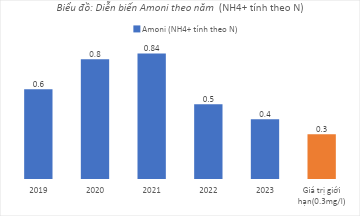 Biểu đồ: Diễn biến Amoni theo năm (NH4+ tính theo N)
Amoni (NH4+ tính theo N)
0.6
0.8
0.84
0.5
0.4
0.3
2019
2020
2021
2022
2023
Giá trị giới
hạn(0.3mg/l)